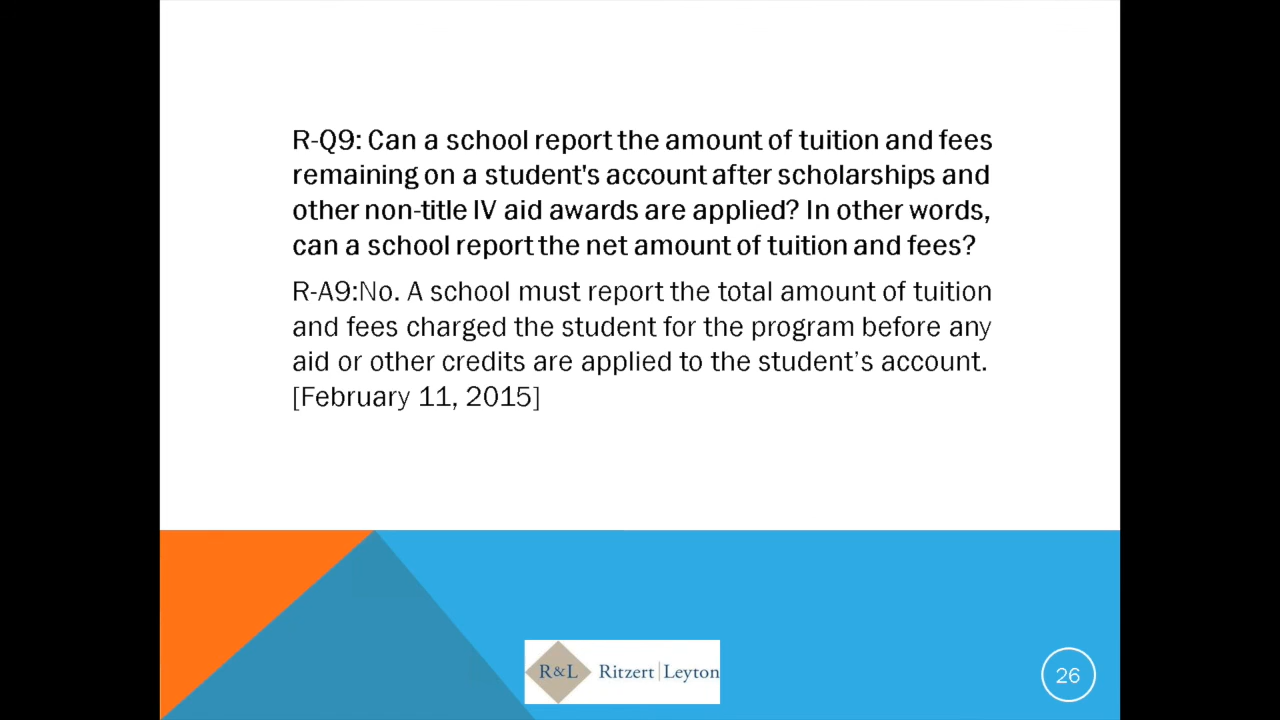 R-Q9: Can a school report the amount of tuition and fees
remaining on a student's account after scholarships and
other non-title IV aid awards are applied? In other words,
can a school report the net amount of tuition and fees?
R-A9:No. A school must report the total amount of tuition
and fees charged the student for the program before any
aid or other credits are applied to the student’s account.
[February 11, 2015]
R&L Ritzert|Leyton
26